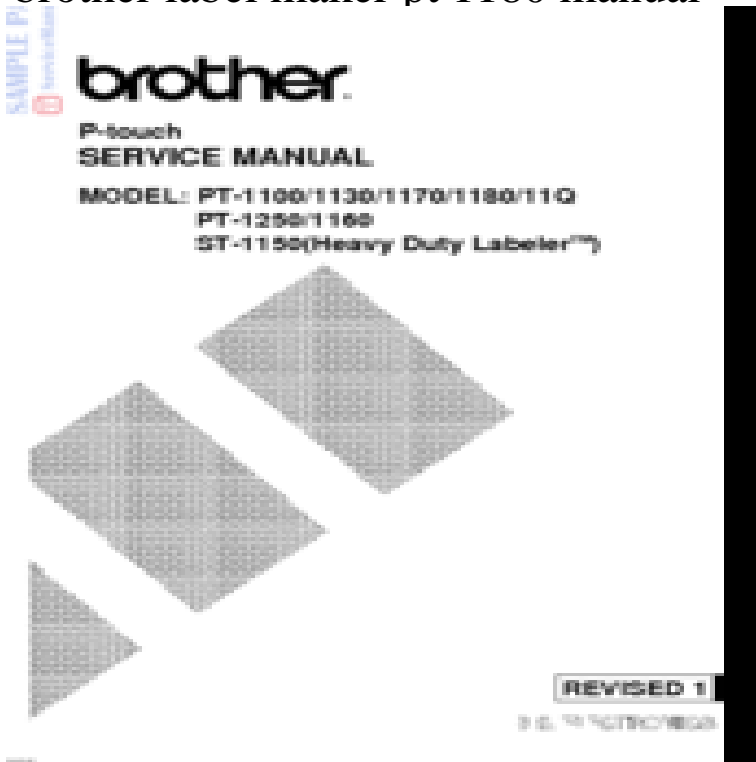 brother label maker pt 1180 manual
SAMPLE
brother.
P-touch
SERVICE MANUAL
MODEL: PT-1100/1130/1170/1180/11Q
PT-1250/1160
ST-1150(Heavy Duty Labeler™)
REVISED 1